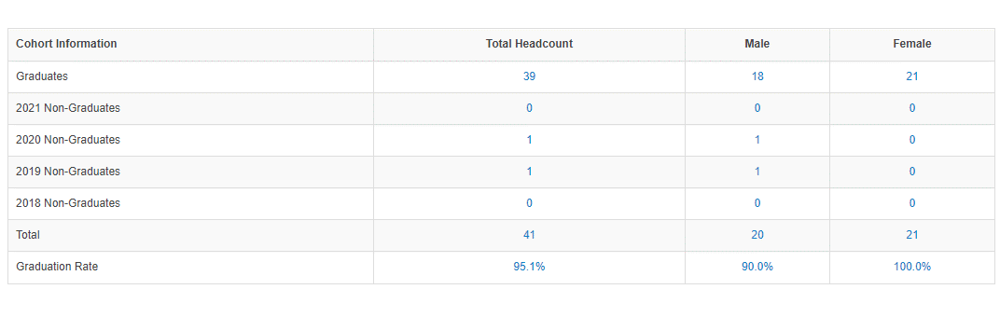 Cohort Information Total Headcount Male Female
Graduates 39 18 21
2021 Non-Graduates 0 0 0
2020 Non-Graduates 1 1 0
2019 Non-Graduates 1 1 0
2018 Non-Graduates 0 0 0
Total 41 20 21
Graduation Rate 95.1% 90.0% 100.0%